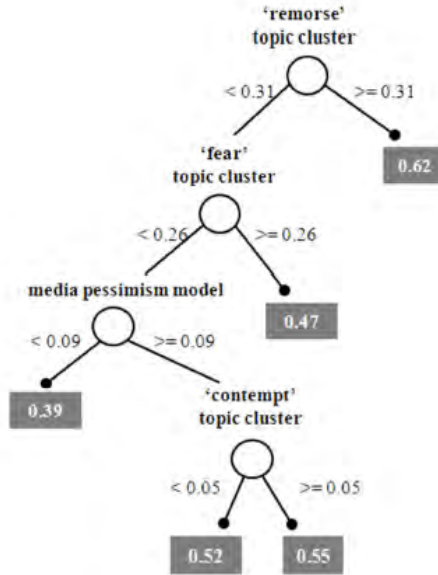 ‘remorse’
topic cluster
< 0.31
>= 0.31
0.62
‘fear’
topic cluster
< 0.26
>= 0.26
0.47
media pessimism model
< 0.09
>= 0.09
0.39
‘contempt’
topic cluster
< 0.05
>= 0.05
0.52
0.55